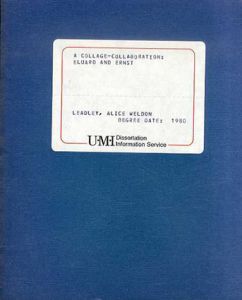 A COLLAGE-COLLABORATION:
ELUARD AND ERNST
LEADLEY, ALICE WELDON
DEGREE DATE: 1980
UMI Dissertation
Information Service